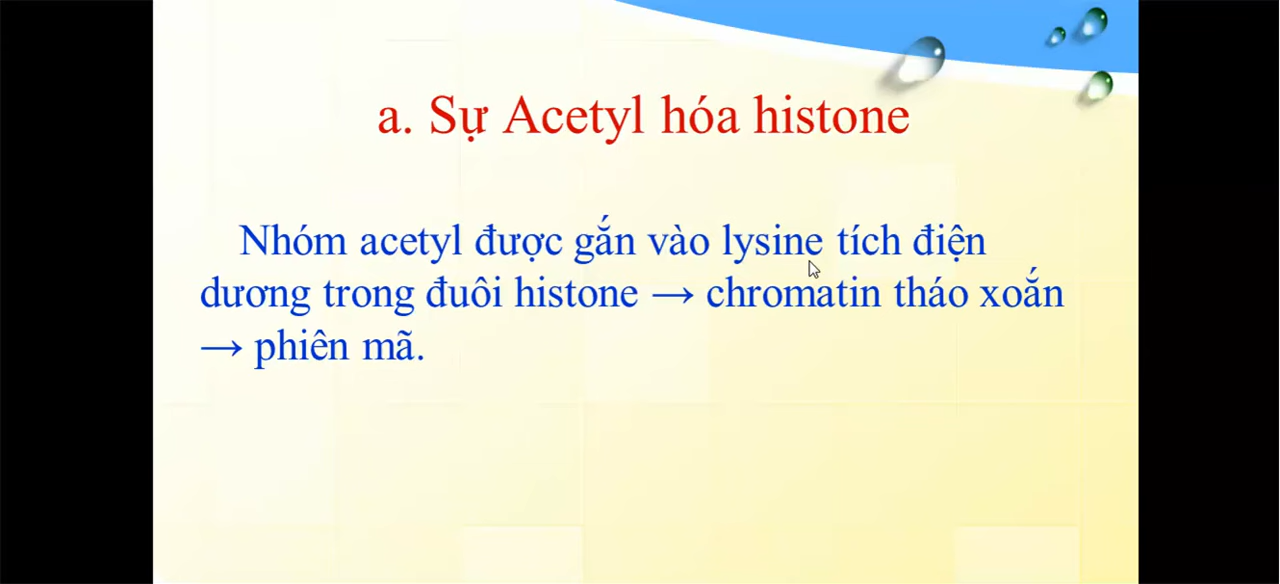 a. Sự Acetyl hóa histone
Nhóm acetyl được gắn vào lysine tích điện
dương trong đuôi histone → chromatin tháo xoắn
→ phiên mã.